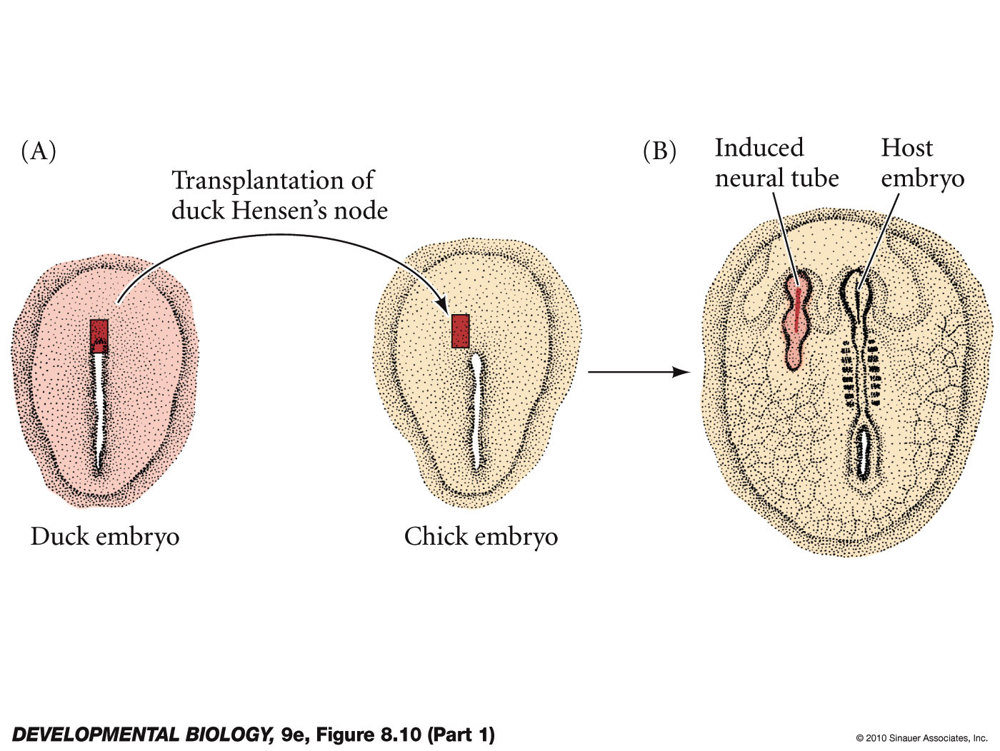 (A)
Transplantation of
duck Hensen’s node
Duck embryo
Chick embryo
(B)
Induced
neural tube
Host
embryo
DEVELOPMENTAL BIOLOGY, 9e, Figure 8.10 (Part 1)
© 2010 Sinauer Associates, Inc.